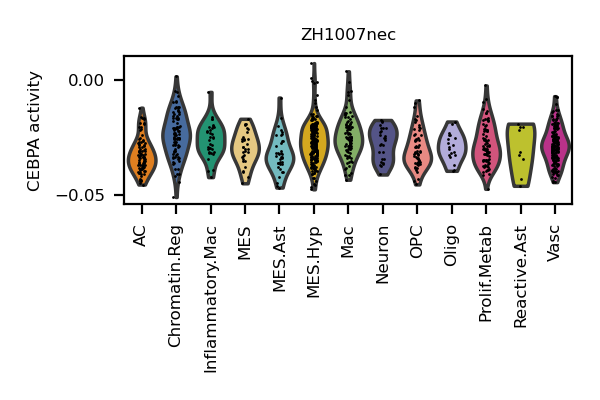 ZH1007nec
CEBPA activity
0.00
−0.05
AC
Chromatin.Reg
Inflammatory.Mac
MES
MES.Ast
MES.Hyp
Mac
Neuron
OPC
Oligo
Prolif.Metab
Reactive.Ast
Vasc